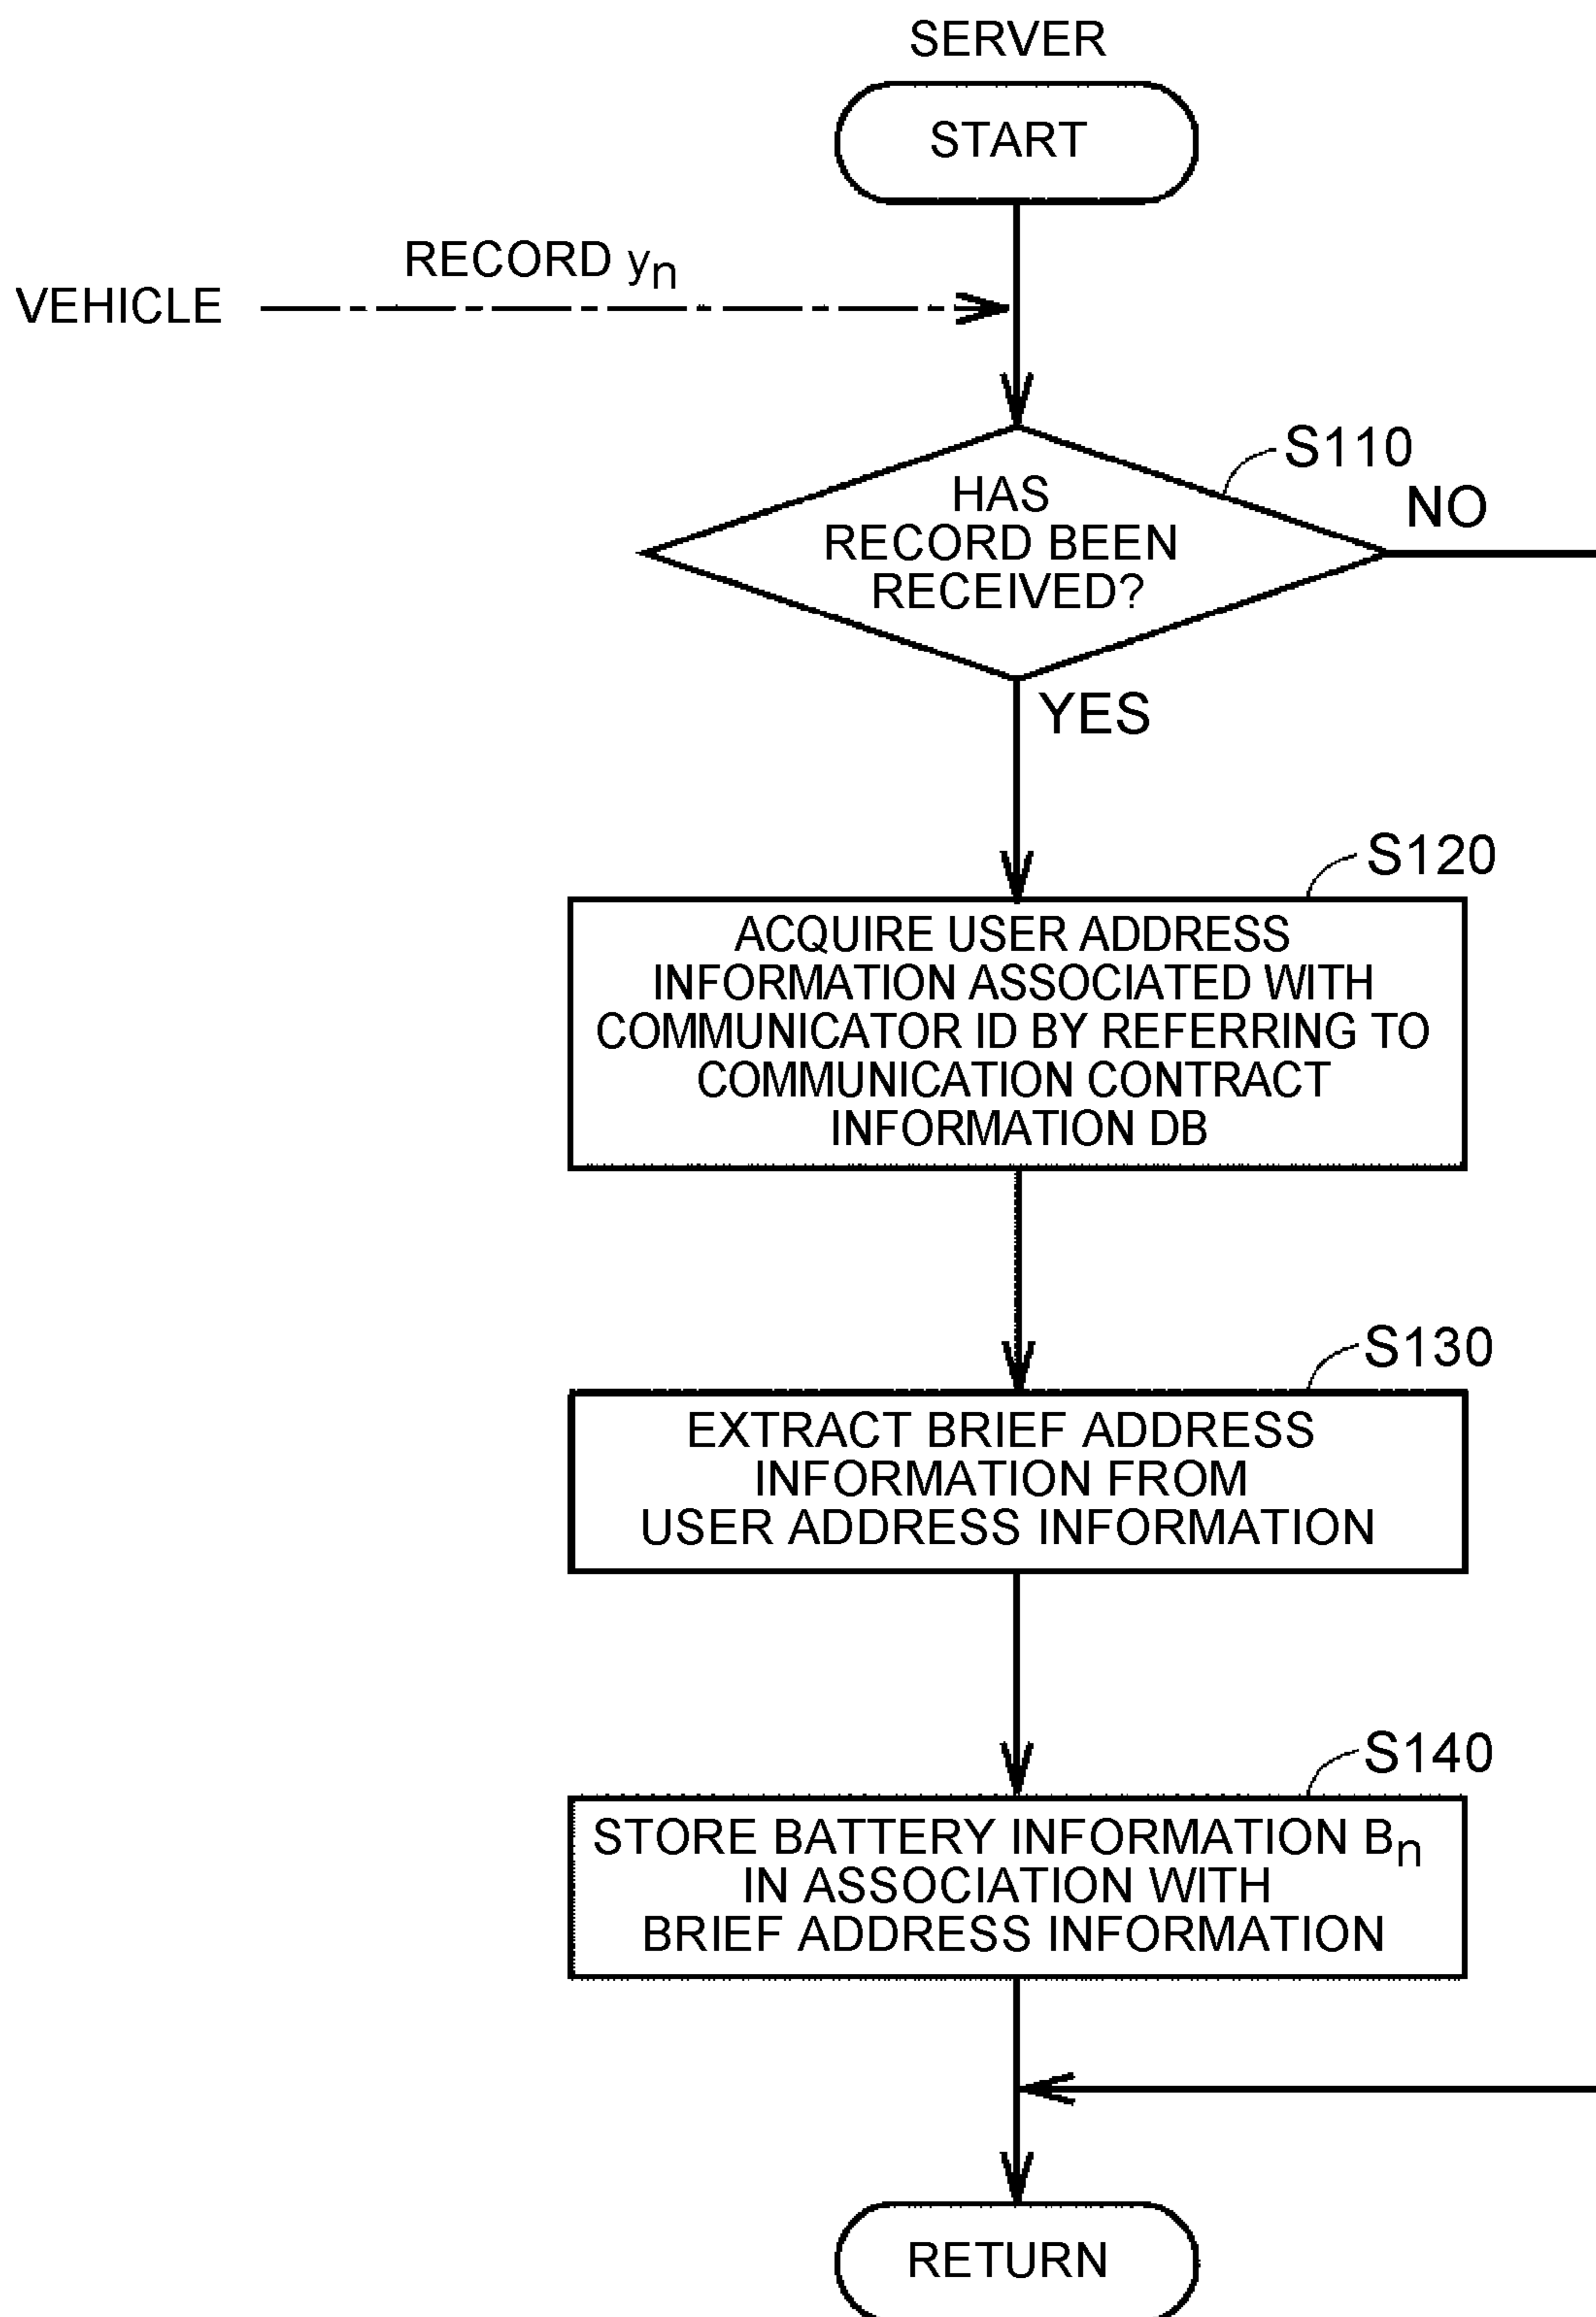 SERVER
START
RECORD yn
VEHICLE
S110
HAS
NO
RECORD BEEN
RECEIVED?
YES
S120
ACQUIRE USER ADDRESS
INFORMATION ASSOCIATED WITH
COMMUNICATOR ID BY REFERRING TO
COMMUNICATION CONTRACT
INFORMATION DB
S130
EXTRACT BRIEF ADDRESS
INFORMATION FROM
USER ADDRESS INFORMATION
S140
STORE BATTERY INFORMATION Bn
IN ASSOCIATION WITH
BRIEF ADDRESS INFORMATION
RETURN